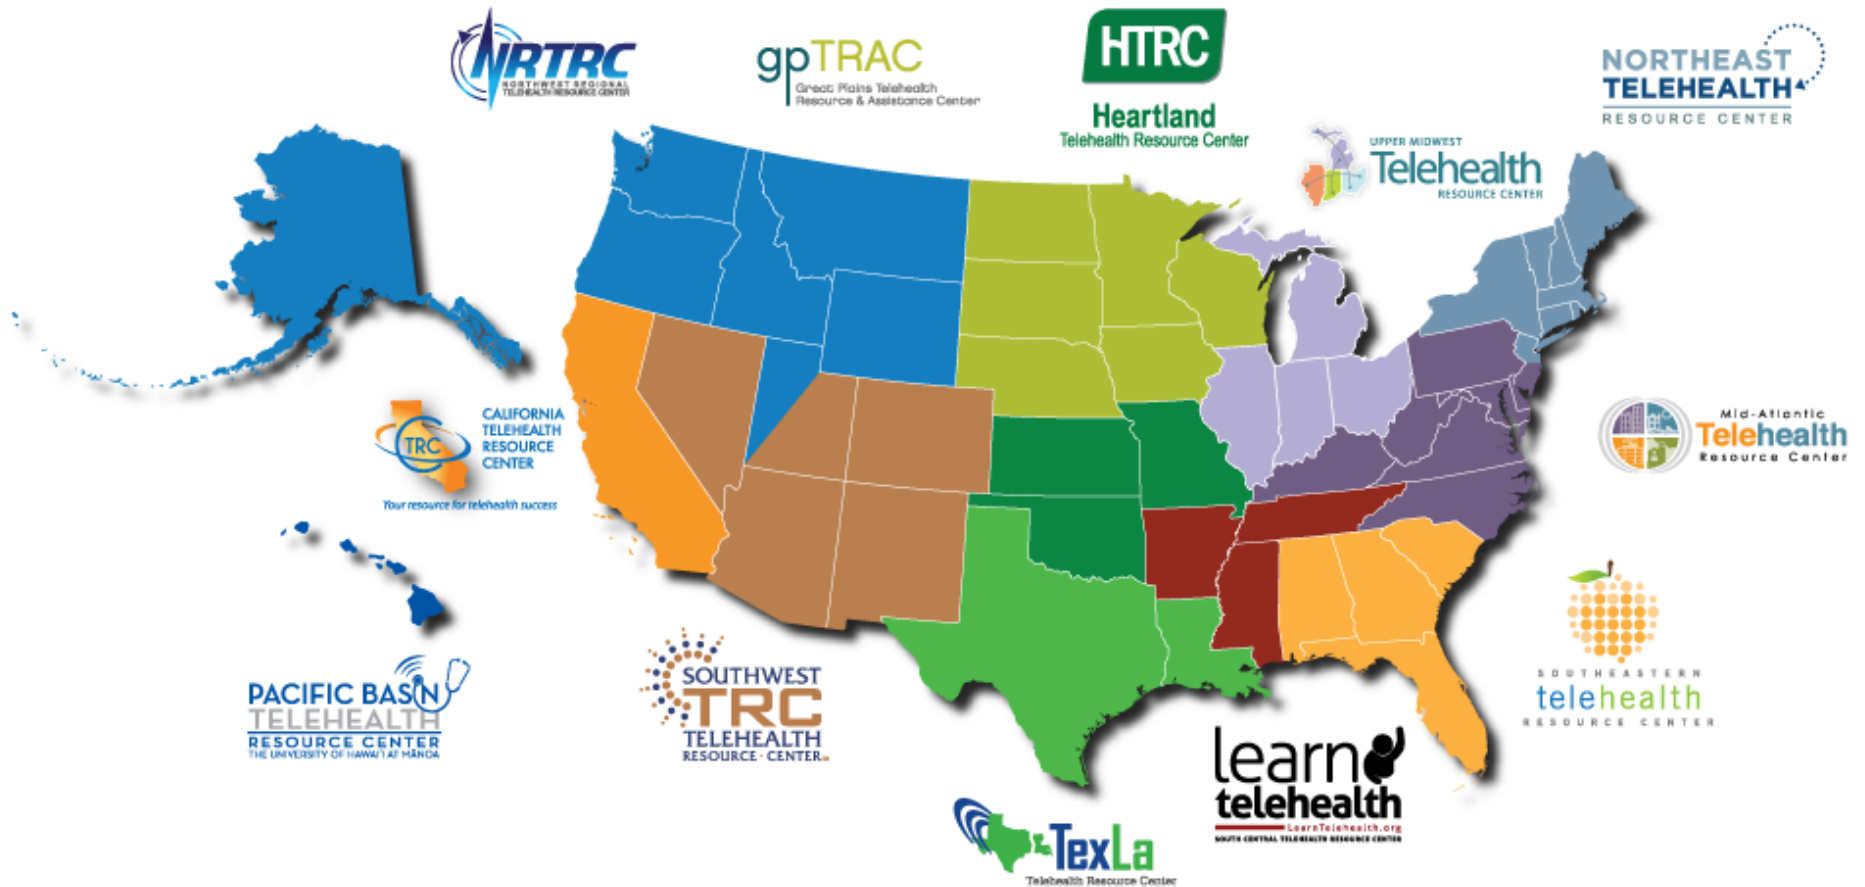 NRTRC
NORTHWEST REGIONAL
TELEHEALTH RESOURCE CENTER
gpTRAC
Great Plains Telehealth
Resource & Assistance Center
HTRC
Heartland
Telehealth Resource Center
NORTHEAST
TELEHEALTH
RESOURCE CENTER
UPPER MIDWEST
Telehealth
RESOURCE CENTER
CTRC
CALIFORNIA
TELEHEALTH
RESOURCE
CENTER
Your resource for telehealth success
Mid-Atlantic
Telehealth
Resource Center
PACIFIC BASIN
TELEHEALTH
RESOURCE CENTER
THE UNIVERSITY OF HAWAI'I AT MĀNOA
SOUTHWEST
TRC
TELEHEALTH
RESOURCE · CENTER
SOUTHEASTERN
telehealth
RESOURCE CENTER
learn
telehealth
LearnTelehealth.org
SOUTH CENTRAL TELEHEALTH RESOURCE CENTER
TexLa
Telehealth Resource Center